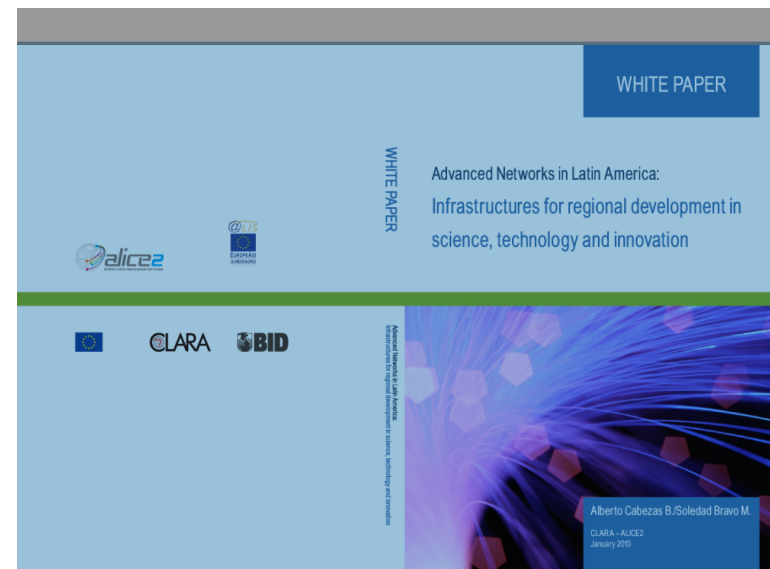 WHITE PAPER
Advanced Networks in Latin America:
Infrastructures for regional development in
science, technology and innovation
WHITE PAPER
@LIS
alice2
CLARA
BID
Advanced Networks in Latin America:
Infrastructures for regional development in science, technology and innovation
Alberto Cabezas B./Soledad Bravo M.
CLARA – ALICE2
January 2010